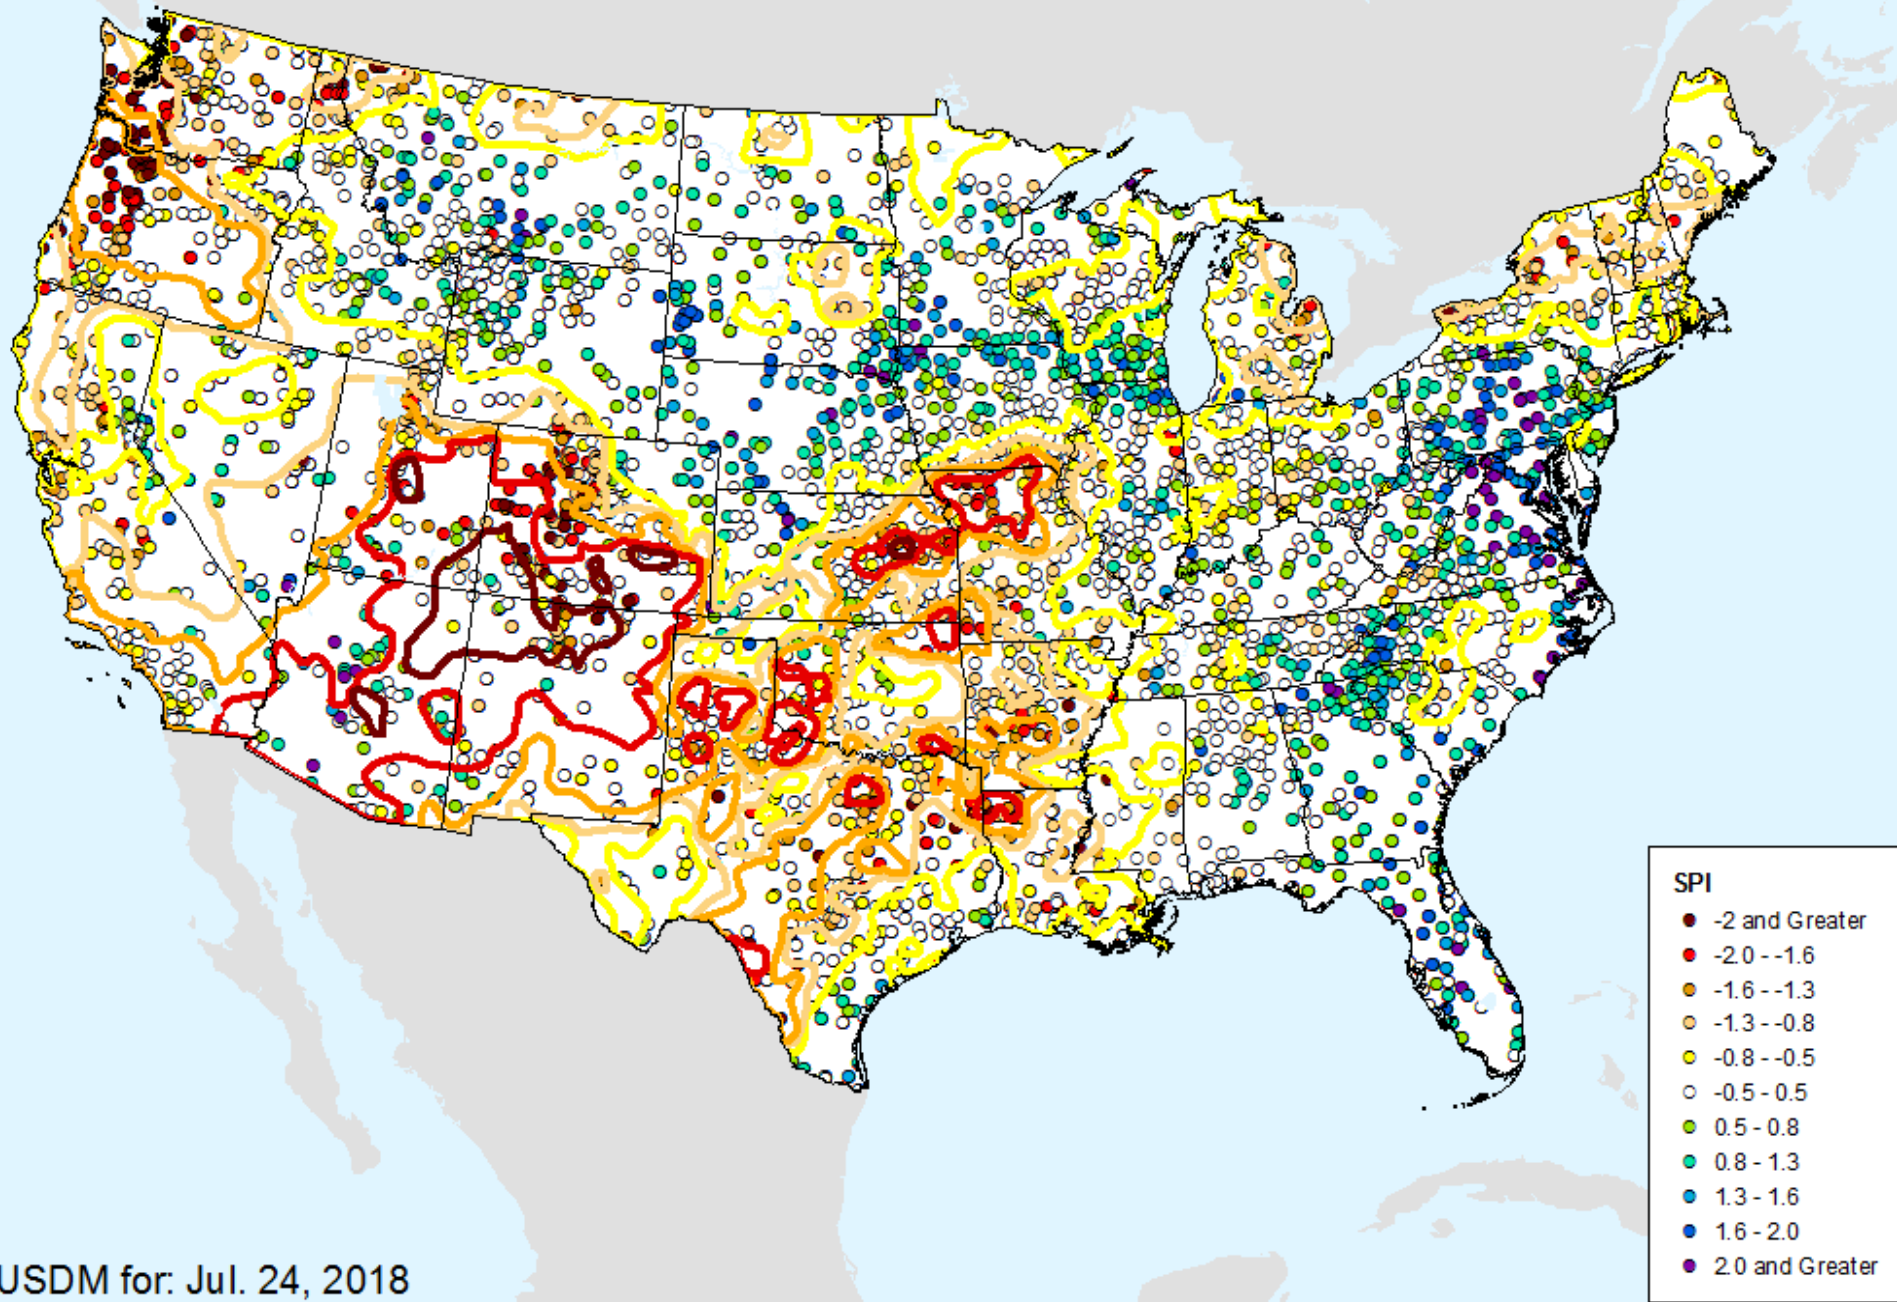 SPI
-2 and Greater
-2.0 - -1.6
-1.6 - -1.3
-1.3 - -0.8
-0.8 - -0.5
-0.5 - 0.5
0.5 - 0.8
0.8 - 1.3
1.3 - 1.6
1.6 - 2.0
2.0 and Greater
USDM for: Jul. 24, 2018